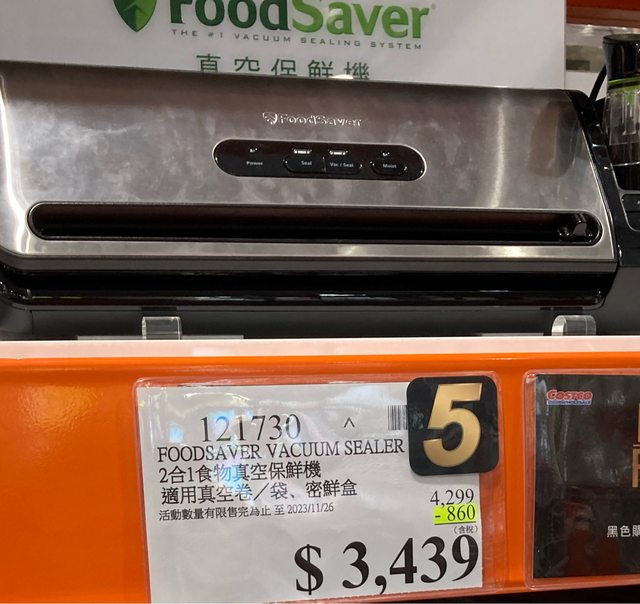 FoodSaver
THE #1 VACUUM SEALING SYSTEM
真空保鮮機
FoodSaver
Power Seal Vac / Seal Moist
121730 ^
5
FOODSAVER VACUUM SEALER
2合1食物真空保鮮機
適用真空卷／袋、密鮮盒
活動數量有限售完為止 至 2023/11/26
4,299
- 860
(含稅)
$ 3,439
COSTCO
黑色購